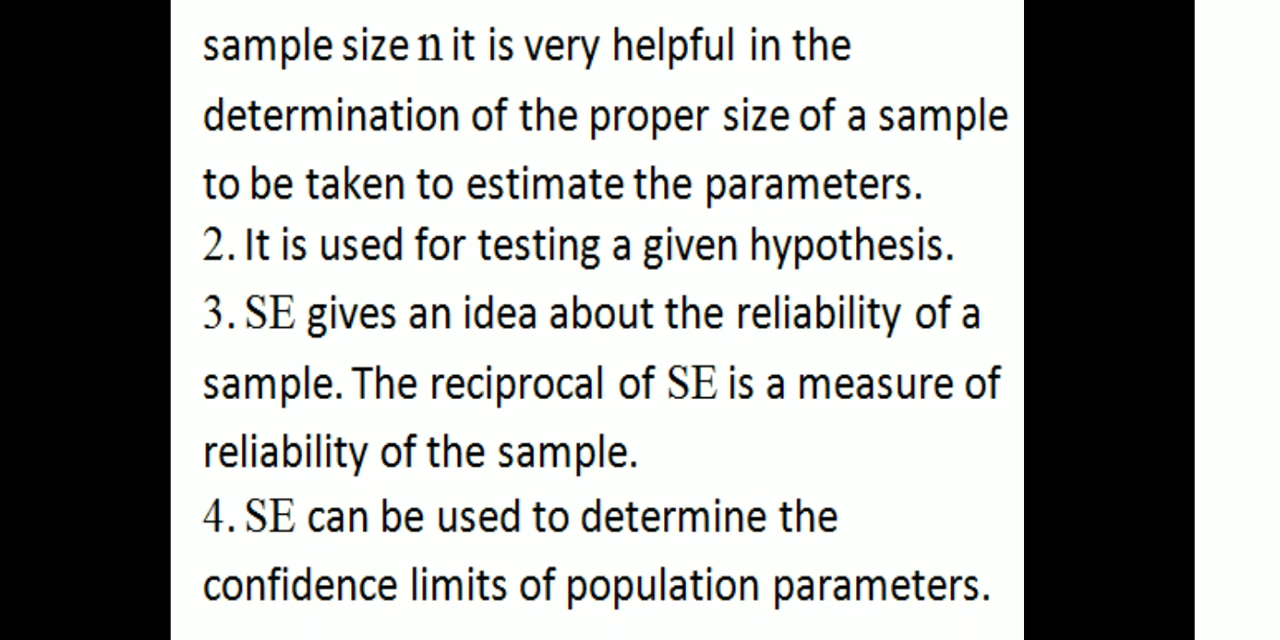 sample size n it is very helpful in the
determination of the proper size of a sample
to be taken to estimate the parameters.
2. It is used for testing a given hypothesis.
3. SE gives an idea about the reliability of a
sample. The reciprocal of SE is a measure of
reliability of the sample.
4. SE can be used to determine the
confidence limits of population parameters.